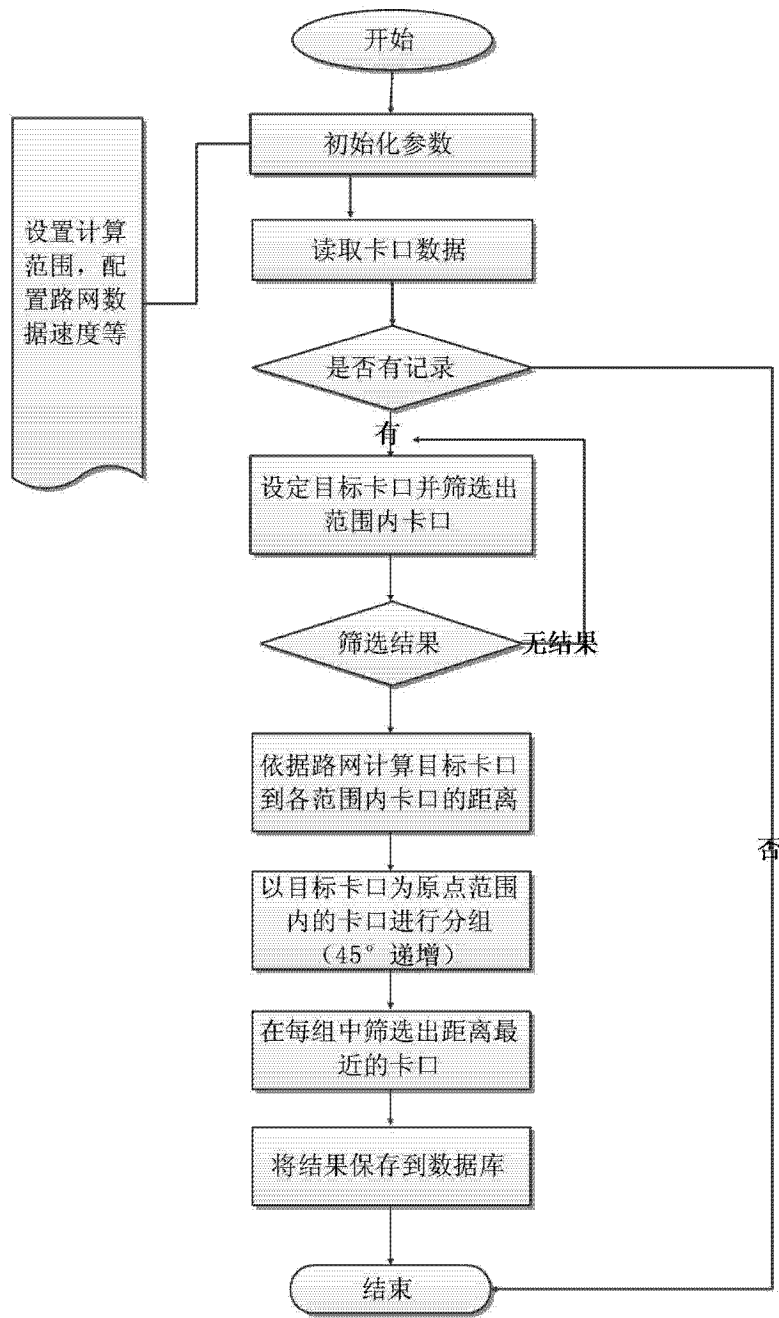 开始
初始化参数
设置计算
范围，配
置路网数
据速度等
读取卡口数据
是否有记录
有
设定目标卡口并筛选出
范围内卡口
筛选结果
无结果
依据路网计算目标卡口
到各范围内卡口的距离
否
以目标卡口为原点范围
内的卡口进行分组
（45°递增）
在每组中筛选出距离最
近的卡口
将结果保存到数据库
结束